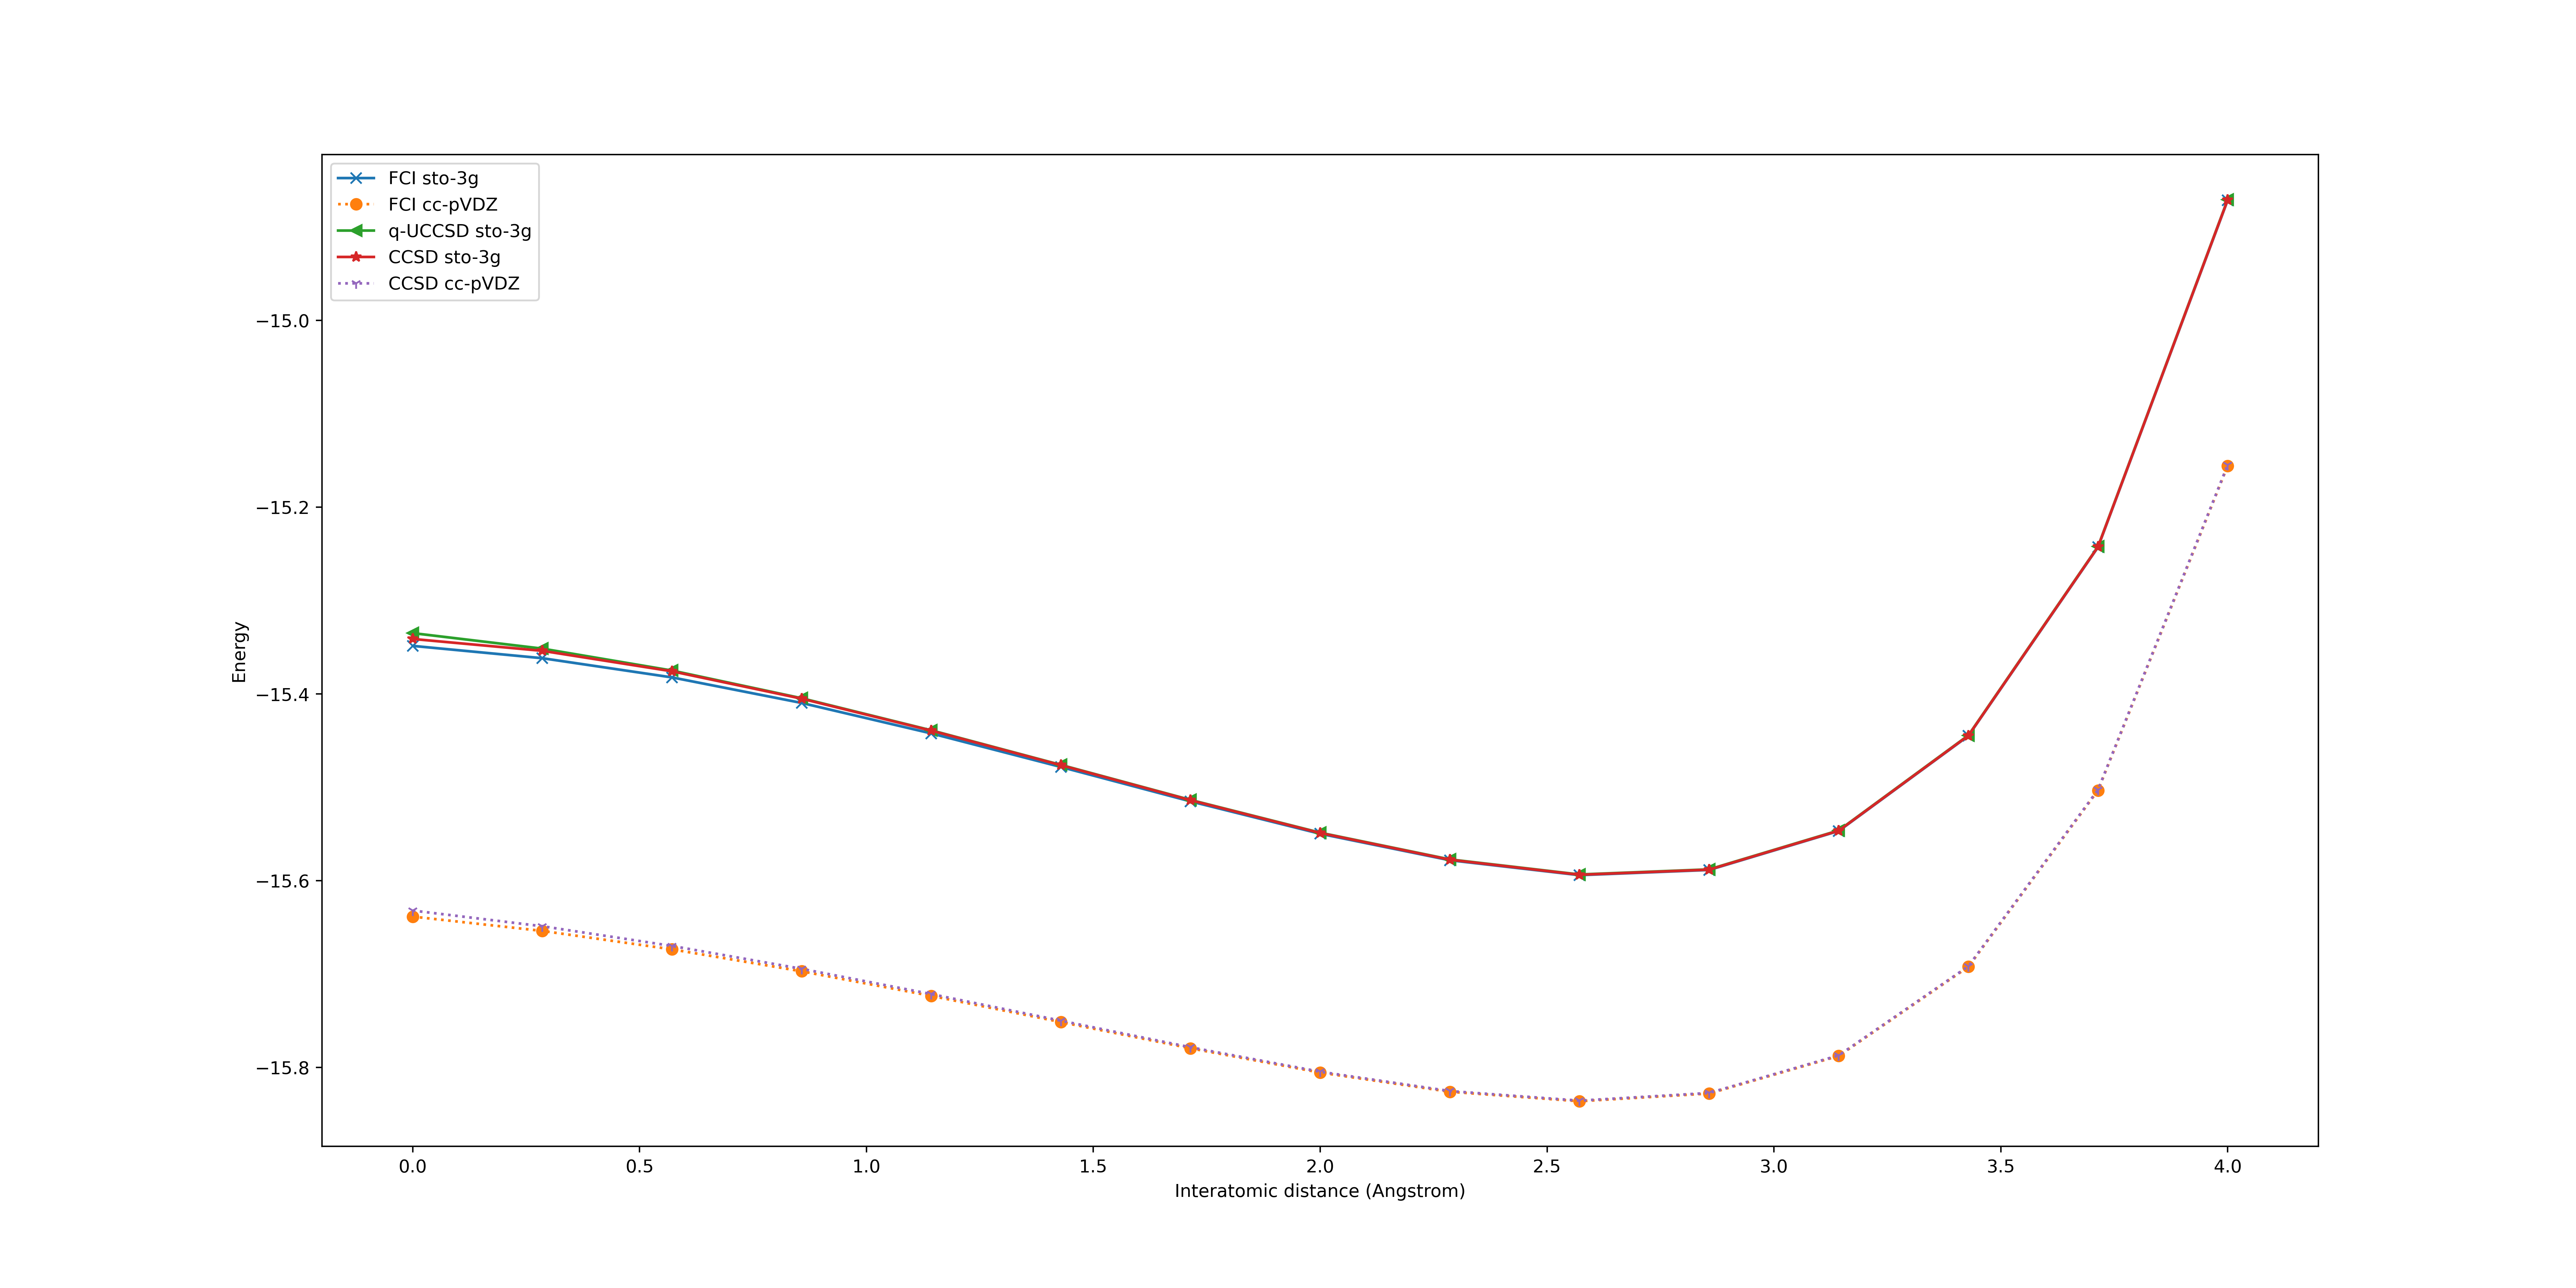 FCI sto-3g
FCI cc-pVDZ
q-UCCSD sto-3g
CCSD sto-3g
CCSD cc-pVDZ
−15.0
−15.2
−15.4
−15.6
−15.8
Energy
0.0 0.5 1.0 1.5 2.0 2.5 3.0 3.5 4.0
Interatomic distance (Angstrom)